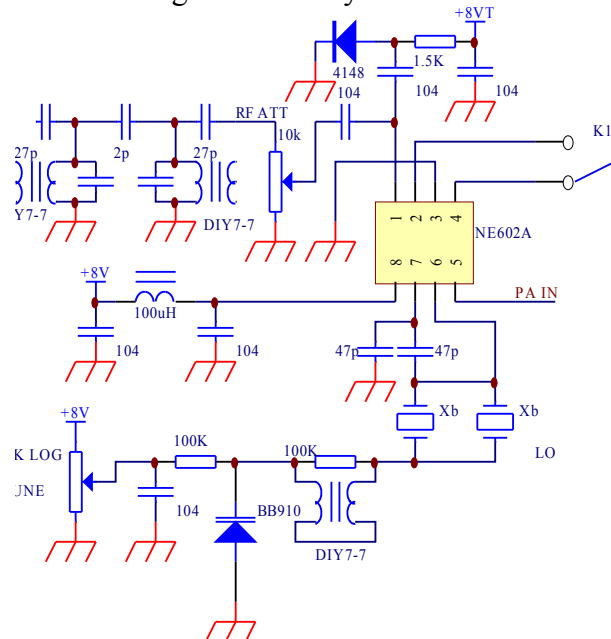 +8VT
4148
1.5K
104
104
104
RF ATT
10k
K1
27p
2p
27p
Y7-7
DIY7-7
1
2
3
4
NE602A
8
7
6
5
+8V
100uH
PA IN
104
104
47p
47p
Xb
Xb
+8V
LO
K LOG
UNE
100K
100K
104
BB910
DIY7-7